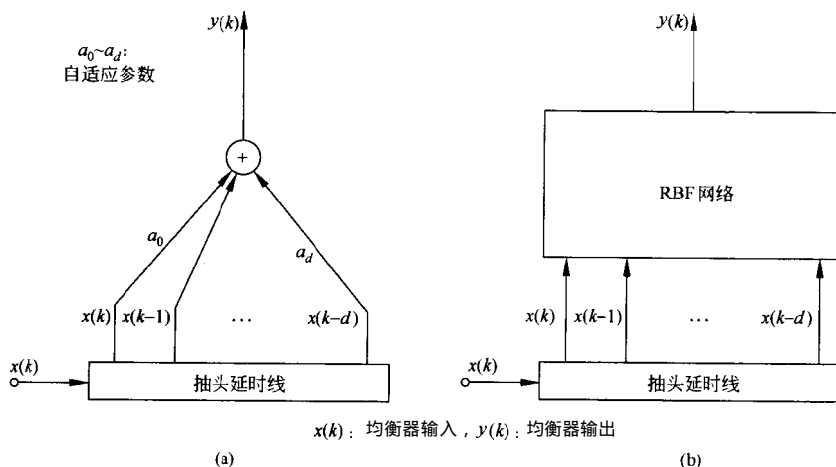 y(k)
a₀~a_d:
自适应参数
+
a₀
a_d
x(k)
x(k−1)
…
x(k−d)
x(k)
抽头延时线
y(k)
RBF 网络
x(k)
x(k−1)
…
x(k−d)
x(k)
抽头延时线
x(k)：均衡器输入，y(k)：均衡器输出
(a)
(b)